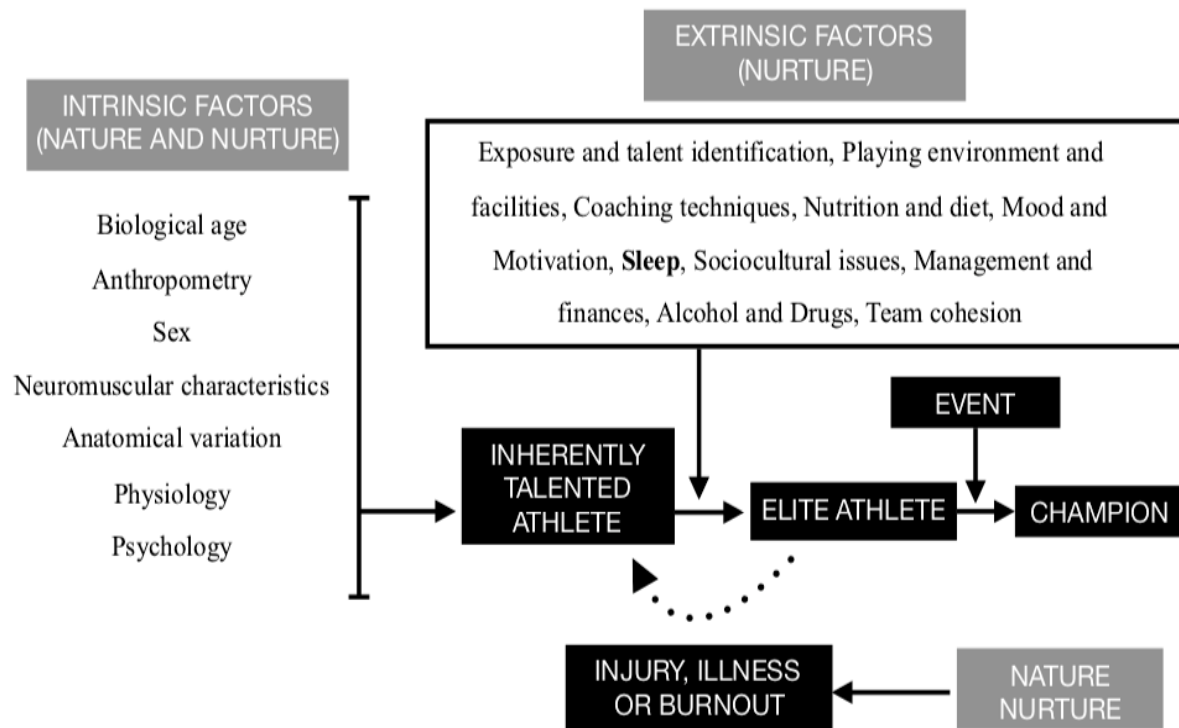 EXTRINSIC FACTORS
(NURTURE)
INTRINSIC FACTORS
(NATURE AND NURTURE)
Exposure and talent identification, Playing environment and
facilities, Coaching techniques, Nutrition and diet, Mood and
Motivation, Sleep, Sociocultural issues, Management and
finances, Alcohol and Drugs, Team cohesion
Biological age
Anthropometry
Sex
Neuromuscular characteristics
Anatomical variation
Physiology
Psychology
EVENT
INHERENTLY
TALENTED
ATHLETE
ELITE ATHLETE
CHAMPION
INJURY, ILLNESS
OR BURNOUT
NATURE
NURTURE